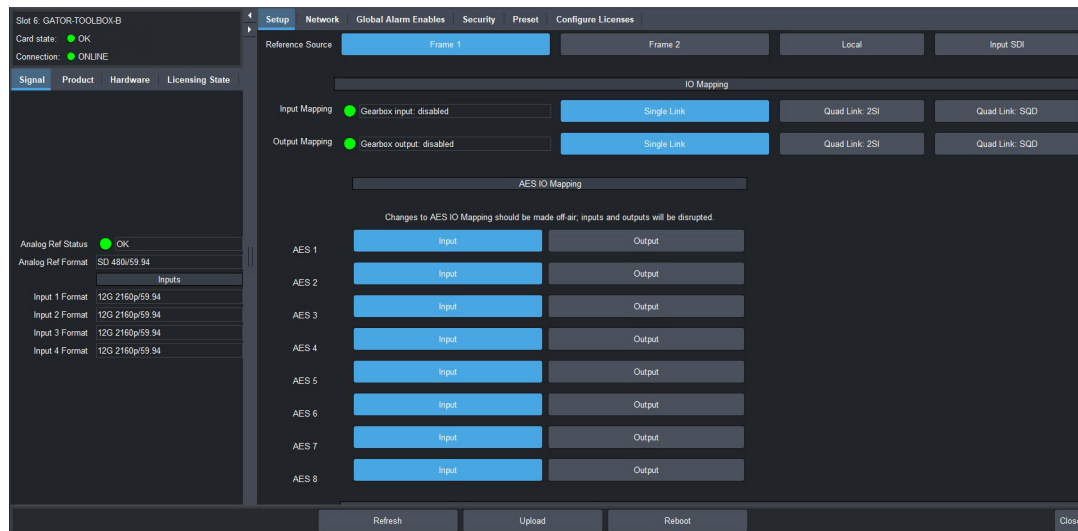 Slot 6: GATOR-TOOLBOX-B
Card state: OK
Connection: ONLINE
Signal Product Hardware Licensing State
Analog Ref Status OK
Analog Ref Format SD 480i/59.94
Inputs
Input 1 Format 12G 2160p/59.94
Input 2 Format 12G 2160p/59.94
Input 3 Format 12G 2160p/59.94
Input 4 Format 12G 2160p/59.94
Setup Network Global Alarm Enables Security Preset Configure Licenses
Reference Source Frame 1 Frame 2 Local Input SDI
IO Mapping
Input Mapping Gearbox input: disabled Single Link Quad Link: 2SI Quad Link: SQD
Output Mapping Gearbox output: disabled Single Link Quad Link: 2SI Quad Link: SQD
AES IO Mapping
Changes to AES IO Mapping should be made off-air; inputs and outputs will be disrupted.
AES 1 Input Output
AES 2 Input Output
AES 3 Input Output
AES 4 Input Output
AES 5 Input Output
AES 6 Input Output
AES 7 Input Output
AES 8 Input Output
Refresh Upload Reboot Close